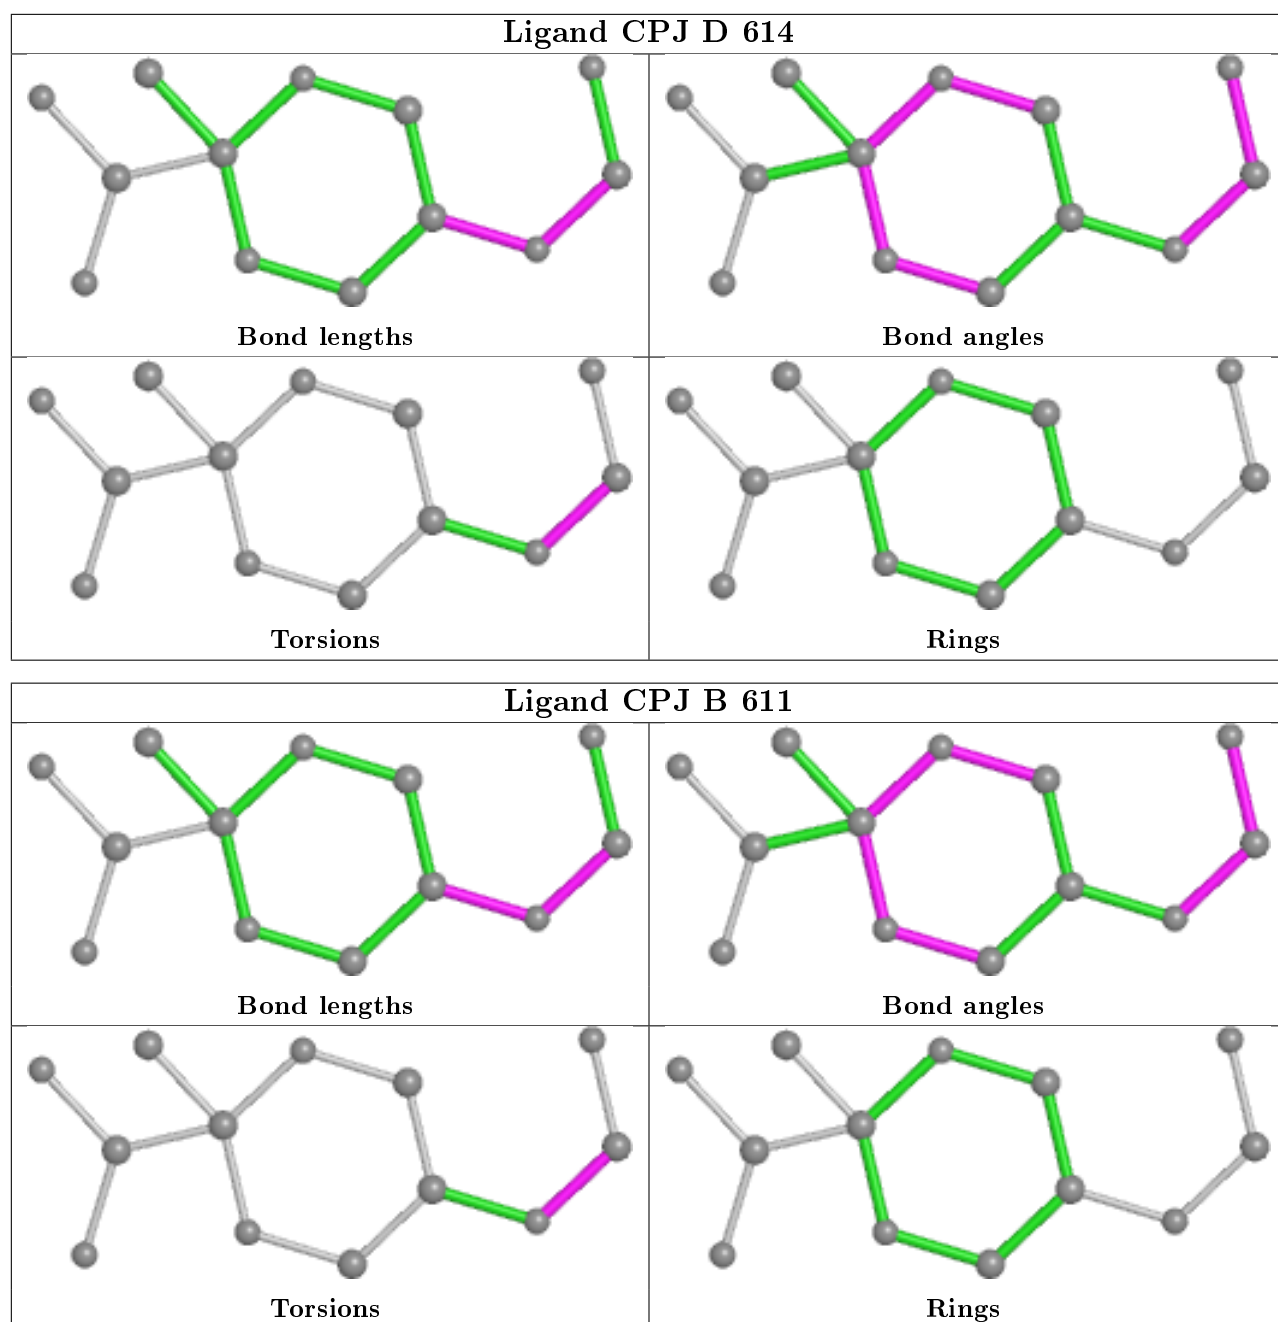 Ligand CPJ D 614
Bond lengths
Bond angles
Torsions
Rings
Ligand CPJ B 611
Bond lengths
Bond angles
Torsions
Rings